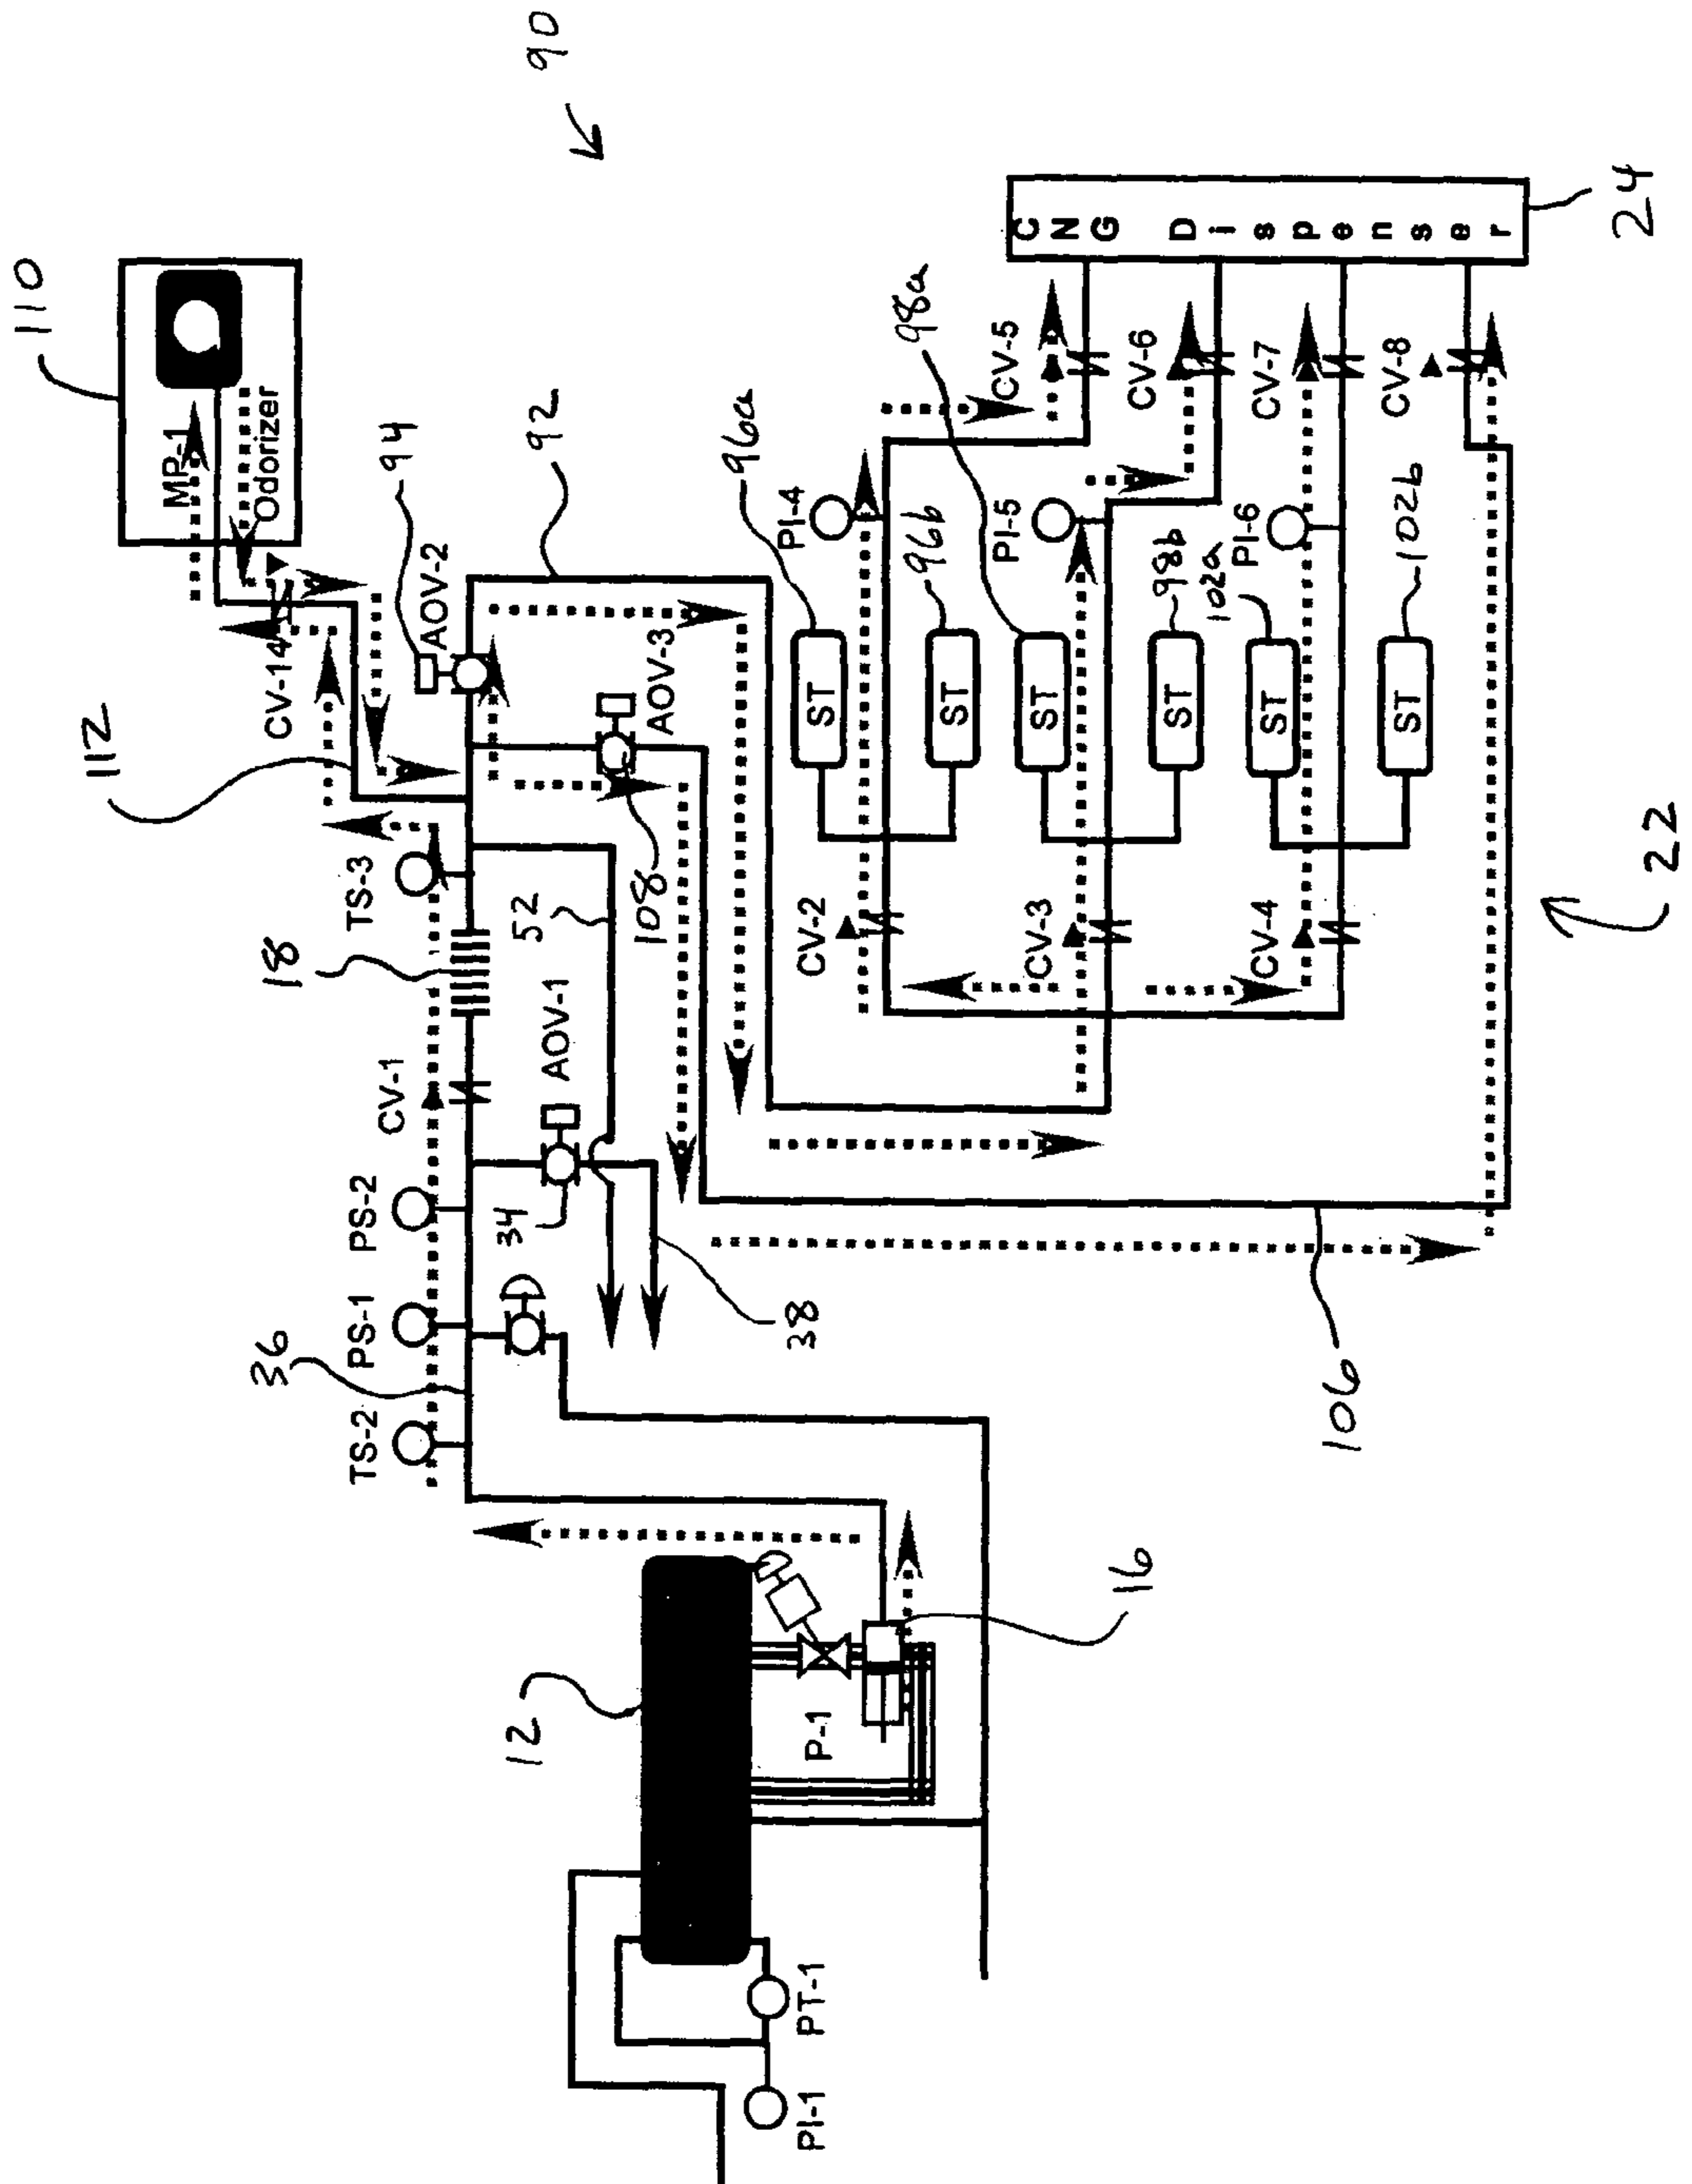 90
110
MP-1
Odorizer
112
CV-14
94
AOV-2
92
AOV-3
108
TS-3
18
52
CV-1
AOV-1
34
PS-2
PS-1
36
TS-2
38
12
P-1
16
PT-1
PI-1
106
96a
PI-4
ST
96b
ST
98a
PI-5
ST
98b
ST
102a
PI-6
ST
102b
ST
CV-2
CV-3
CV-4
CV-5
CV-6
CV-7
CV-8
CNG Dispenser
24
22